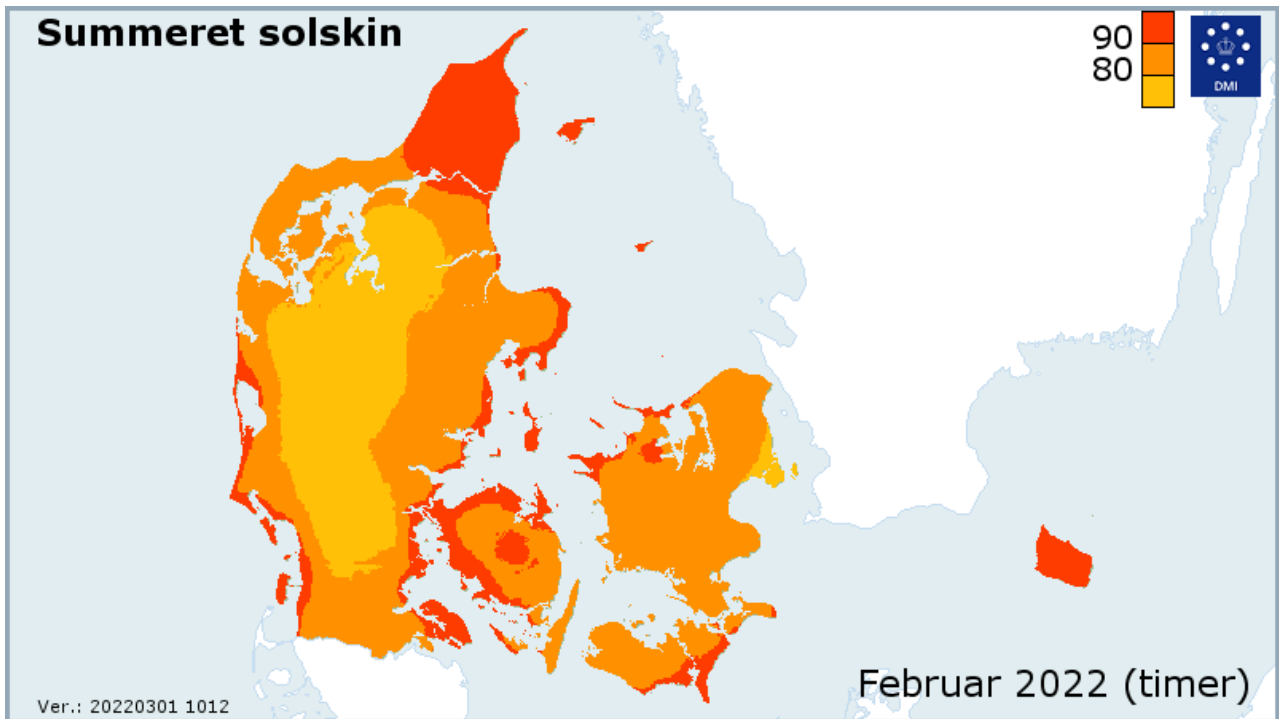 Summeret solskin
90
80
DMI
Februar 2022 (timer)
Ver.: 20220301 1012